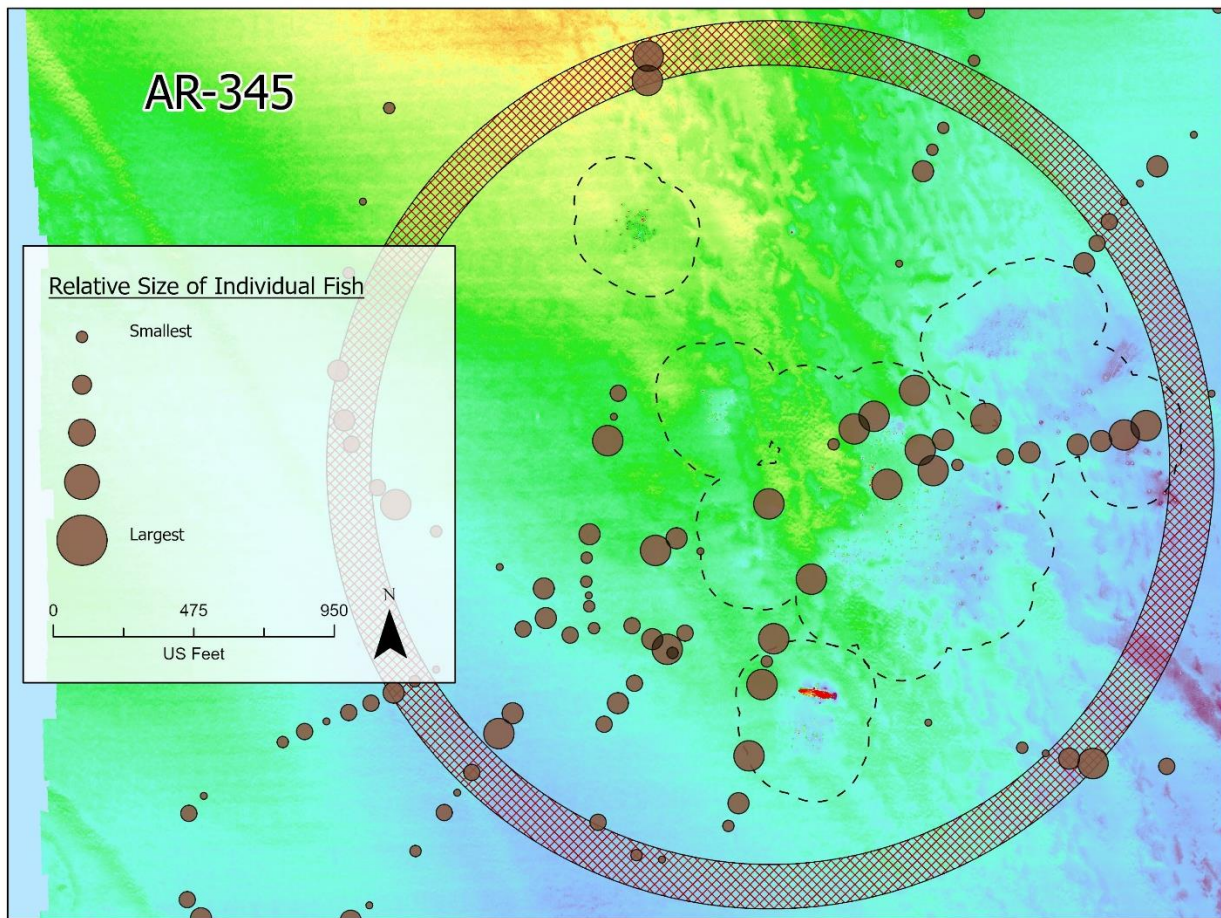 AR-345
Relative Size of Individual Fish
Smallest
Largest
0 475 950
US Feet
N